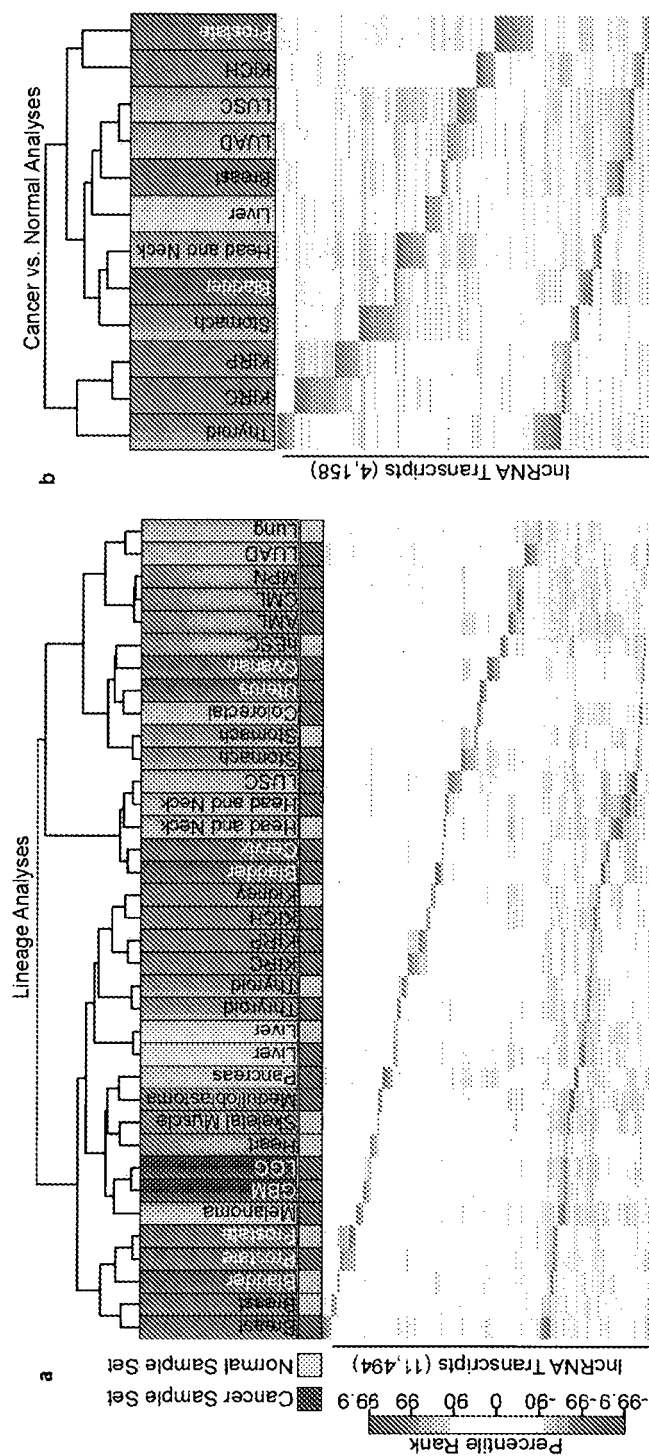 a
Lineage Analyses
Cancer Sample Set
Normal Sample Set
Breast
Breast
Bladder
Prostate
Prostate
Melanoma
GBM
LGG
Heart
Skeletal Muscle
Medulloblastoma
Pancreas
Liver
Liver
Thryroid
Thyroid
KIRC
KIRP
KICH
Kidney
Bladder
Cervix
Head and Neck
Head and Neck
LUSC
Stomach
Stomach
Colorectal
Uterus
Ovarian
hESC
AML
CML
MPN
LUAD
Lung
lncRNA Transcripts (11,494)
Percentile Rank
99.9
99
90
0
-90
-99
-99.9
b
Cancer vs. Normal Analyses
Thyroid
KIRC
KIRP
Stomach
Bladder
Head and Neck
Liver
Breast
LUAD
LUSC
KICH
Prostate
lncRNA Transcripts (4,158)